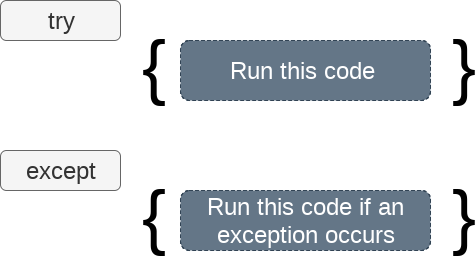 try
{ Run this code }
except
{ Run this code if an
exception occurs }